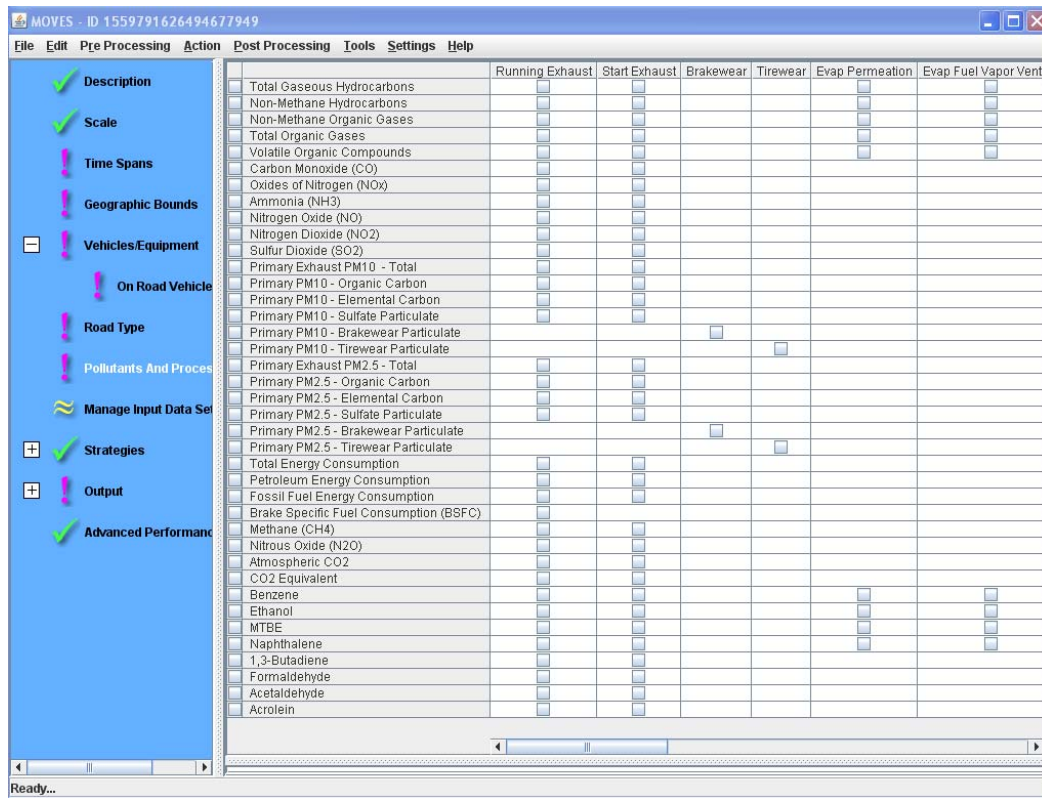 MOVES - ID 1559791626494677949
File Edit Pre Processing Action Post Processing Tools Settings Help
Description
Scale
Time Spans
Geographic Bounds
Vehicles/Equipment
On Road Vehicle
Road Type
Pollutants And Proces
Manage Input Data Set
Strategies
Output
Advanced Performanc
Running Exhaust Start Exhaust Brakewear Tirewear Evap Permeation Evap Fuel Vapor Vent
Total Gaseous Hydrocarbons
Non-Methane Hydrocarbons
Non-Methane Organic Gases
Total Organic Gases
Volatile Organic Compounds
Carbon Monoxide (CO)
Oxides of Nitrogen (NOx)
Ammonia (NH3)
Nitrogen Oxide (NO)
Nitrogen Dioxide (NO2)
Sulfur Dioxide (SO2)
Primary Exhaust PM10 - Total
Primary PM10 - Organic Carbon
Primary PM10 - Elemental Carbon
Primary PM10 - Sulfate Particulate
Primary PM10 - Brakewear Particulate
Primary PM10 - Tirewear Particulate
Primary Exhaust PM2.5 - Total
Primary PM2.5 - Organic Carbon
Primary PM2.5 - Elemental Carbon
Primary PM2.5 - Sulfate Particulate
Primary PM2.5 - Brakewear Particulate
Primary PM2.5 - Tirewear Particulate
Total Energy Consumption
Petroleum Energy Consumption
Fossil Fuel Energy Consumption
Brake Specific Fuel Consumption (BSFC)
Methane (CH4)
Nitrous Oxide (N2O)
Atmospheric CO2
CO2 Equivalent
Benzene
Ethanol
MTBE
Naphthalene
1,3-Butadiene
Formaldehyde
Acetaldehyde
Acrolein
Ready...